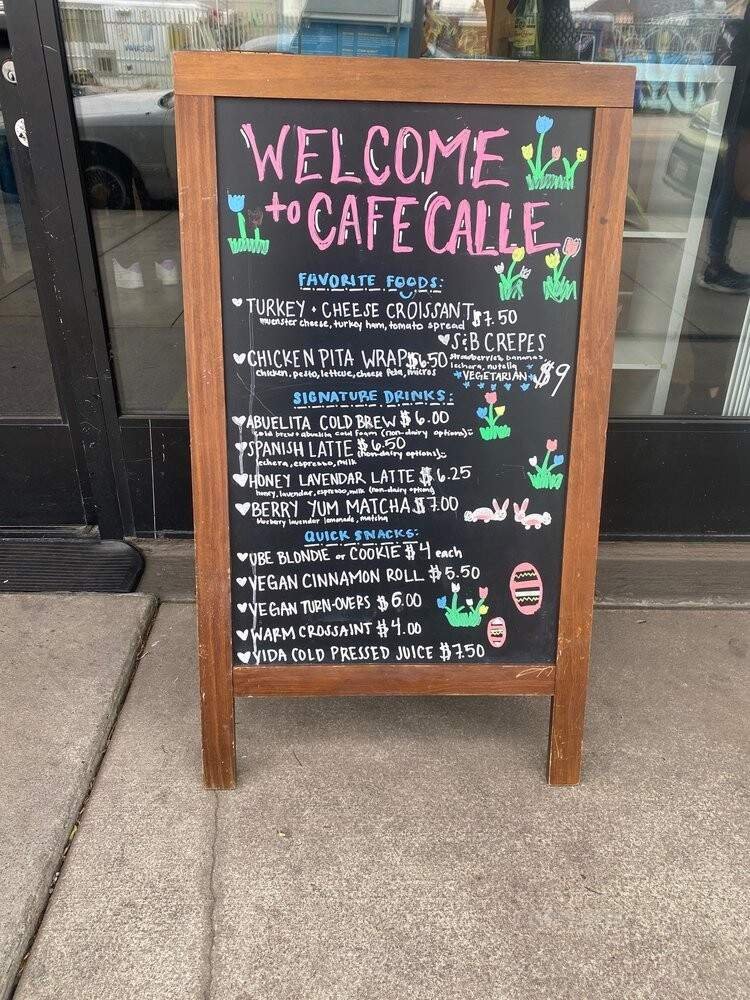 WELCOME
to CAFE CALLE
FAVORITE FOODS:
TURKEY + CHEESE CROISSANT $7.50
muenster cheese, turkey ham, tomato spread
S&B CREPES
strawberries, bananas
lechera, nutella
*VEGETARIAN* $9
CHICKEN PITA WRAP $6.50
chicken, pesto, lettcue, cheese feta, micros
SIGNATURE DRINKS:
ABUELITA COLD BREW $6.00
cold brew + abuelita cold foam (non-dairy options)
SPANISH LATTE $6.50
lechera, espresso, milk (non-dairy options)
HONEY LAVENDAR LATTE $6.25
honey, lavendar, espresso, milk (non-dairy options)
BERRY YUM MATCHA $7.00
blueberry lavender lemonade, matcha
QUICK SNACKS:
UBE BLONDIE or COOKIE $4 each
VEGAN CINNAMON ROLL $5.50
VEGAN TURN-OVERS $6.00
WARM CROSSAINT $4.00
VIDA COLD PRESSED JUICE $7.50